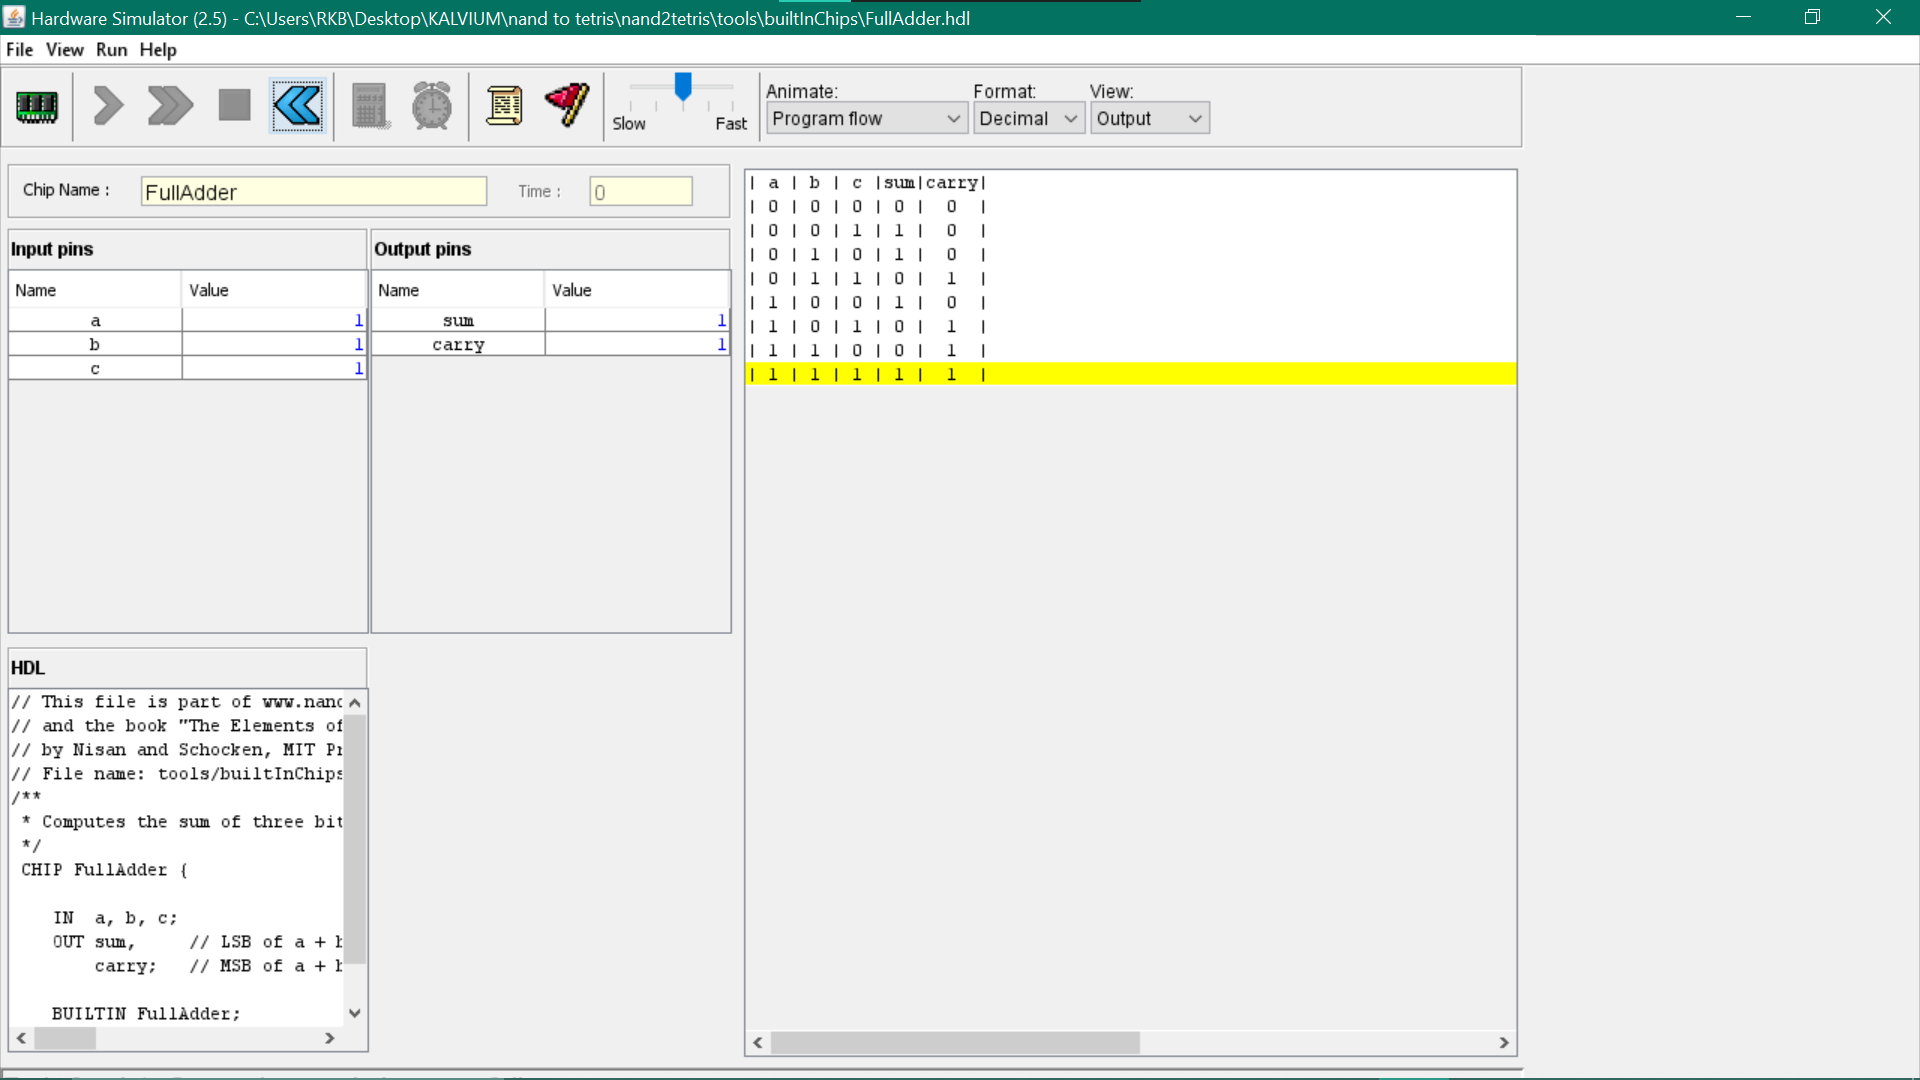 Hardware Simulator (2.5) - C:\Users\RKB\Desktop\KALVIUM\nand to tetris\nand2tetris\tools\builtInChips\FullAdder.hdl
File View Run Help
Slow Fast
Animate: Format: View:
Program flow Decimal Output
Chip Name : FullAdder Time : 0
Input pins
Name Value
a 1
b 1
c 1
Output pins
Name Value
sum 1
carry 1
| a | b | c |sum|carry|
| 0 | 0 | 0 | 0 | 0 |
| 0 | 0 | 1 | 1 | 0 |
| 0 | 1 | 0 | 1 | 0 |
| 0 | 1 | 1 | 0 | 1 |
| 1 | 0 | 0 | 1 | 0 |
| 1 | 0 | 1 | 0 | 1 |
| 1 | 1 | 0 | 0 | 1 |
| 1 | 1 | 1 | 1 | 1 |
HDL
// This file is part of www.nand
// and the book "The Elements of
// by Nisan and Schocken, MIT Pr
// File name: tools/builtInChips
/**
* Computes the sum of three bit
*/
CHIP FullAdder {
IN a, b, c;
OUT sum, // LSB of a + b
carry; // MSB of a + b
BUILTIN FullAdder;